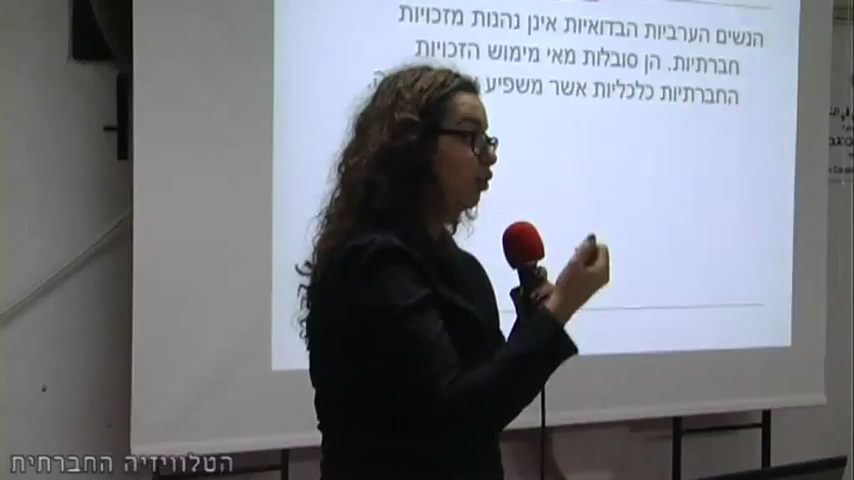 הנשים הערביות הבדואיות אינן נהנות מזכויות
חברתיות. הן סובלות מאי מימוש הזכויות
החברתיות כלכליות אשר משפיע
הטלוויזיה החברתית